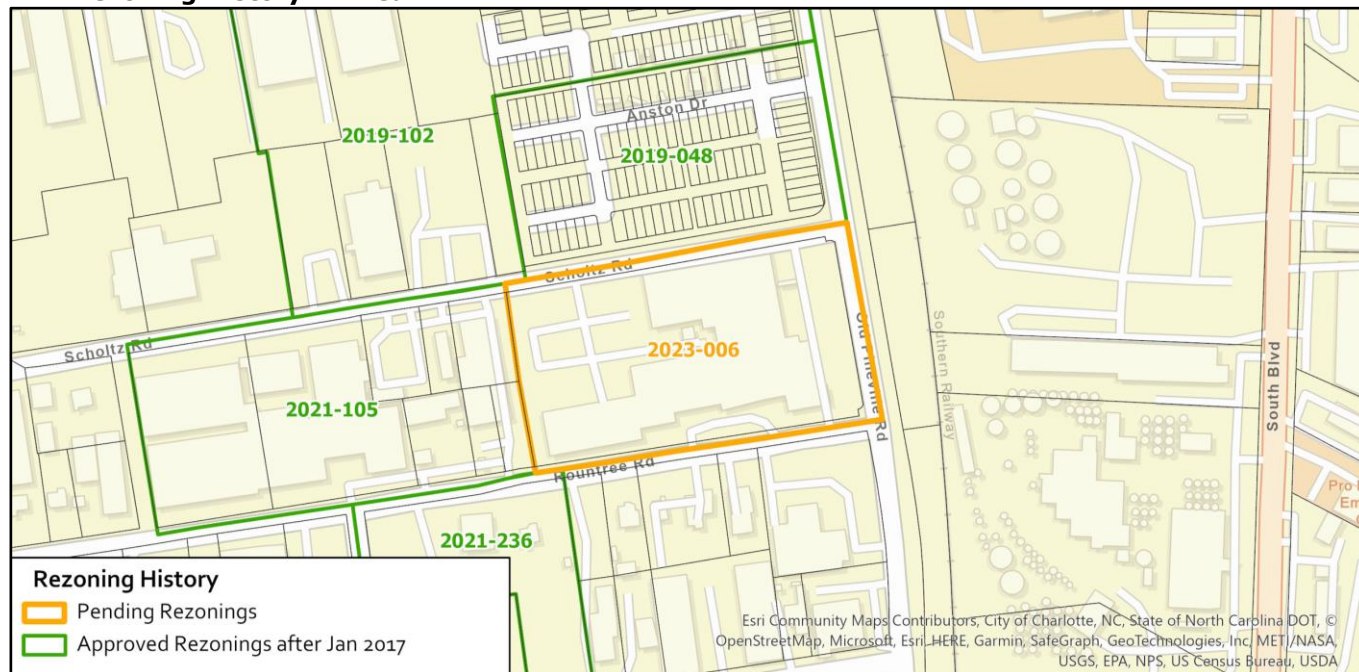 2019-102
Anston Dr
2019-048
Scholtz Rd
2023-006
Old Pineville Rd
Southern Railway
South Blvd
Scholtz Rd
2021-105
Rountree Rd
2021-236
Rezoning History
Pending Rezonings
Approved Rezonings after Jan 2017
Esri Community Maps Contributors, City of Charlotte, NC, State of North Carolina DOT, ©
OpenStreetMap, Microsoft, Esri, HERE, Garmin, SafeGraph, GeoTechnologies, Inc, METI/NASA,
USGS, EPA, NPS, US Census Bureau, USDA